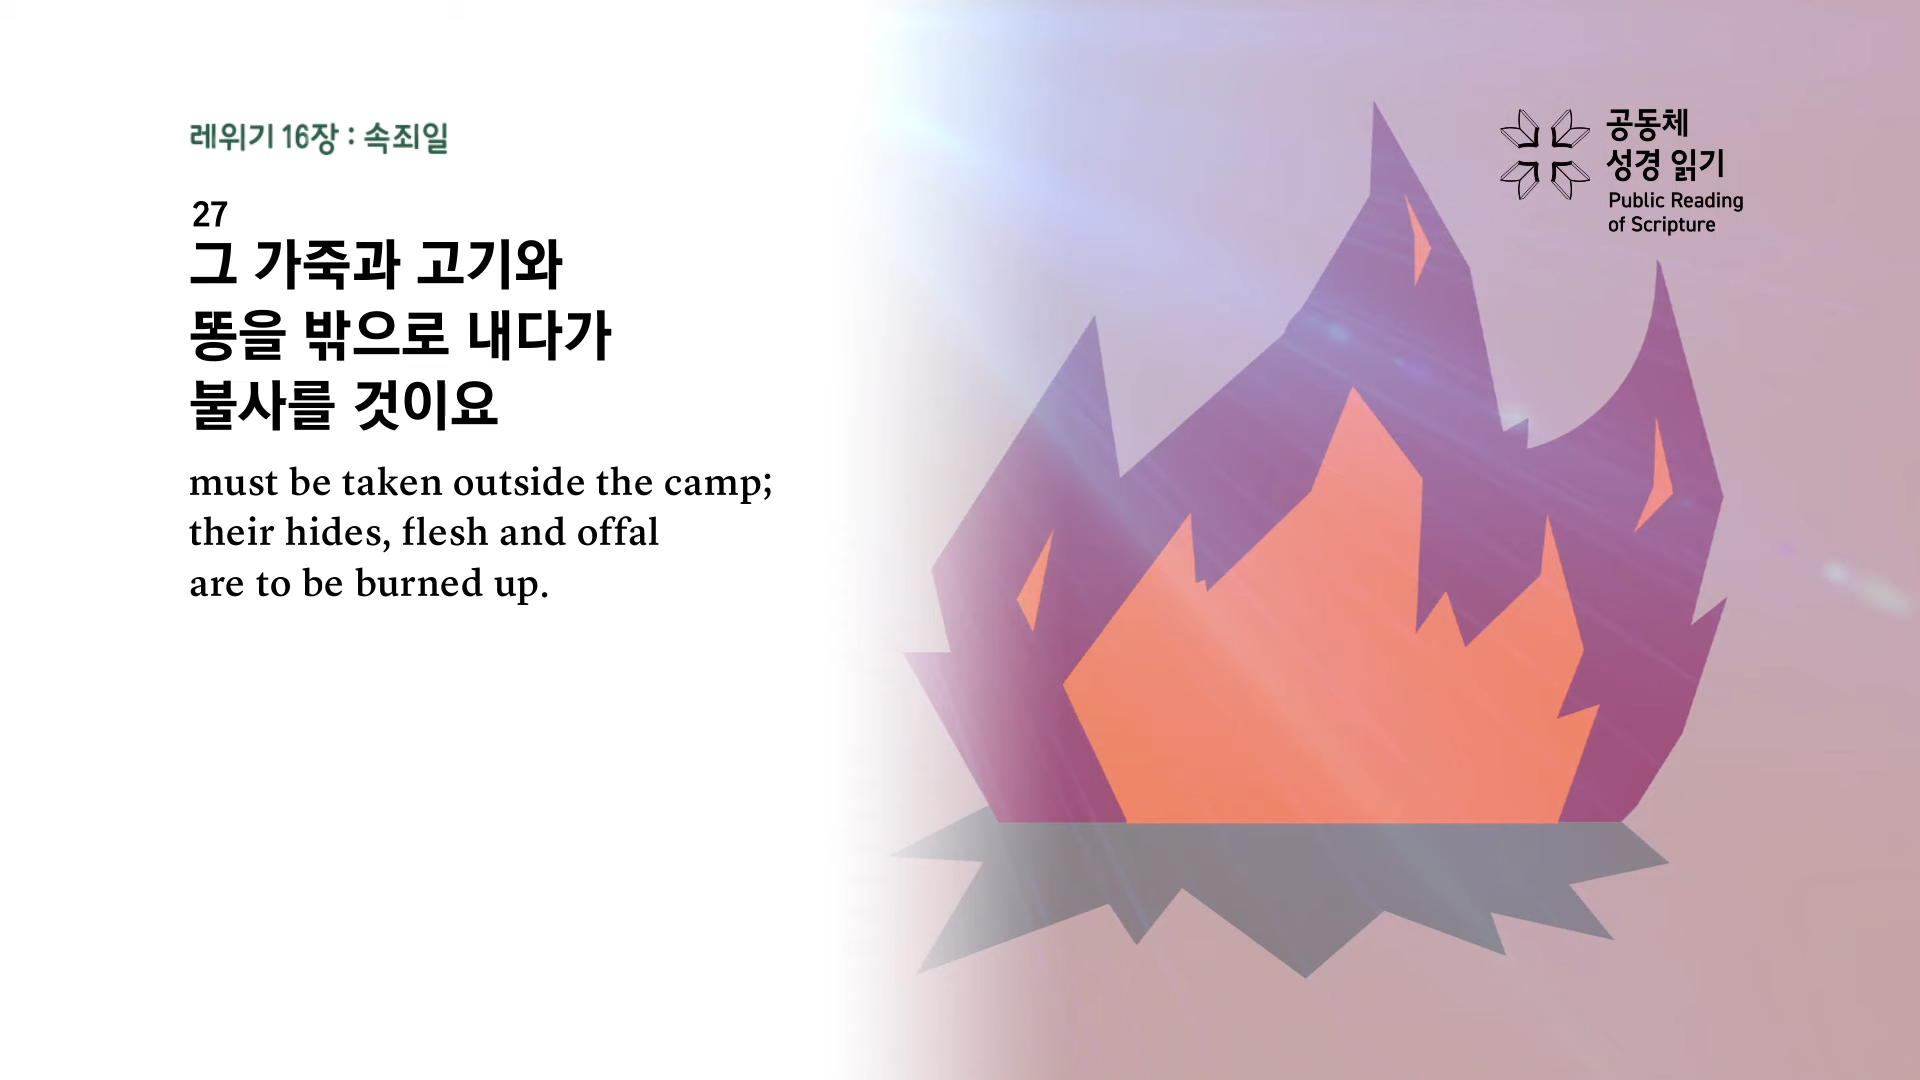 레위기 16장 : 속죄일
27
그 가죽과 고기와
똥을 밖으로 내다가
불사를 것이요
must be taken outside the camp;
their hides, flesh and offal
are to be burned up.
공동체
성경 읽기
Public Reading
of Scripture